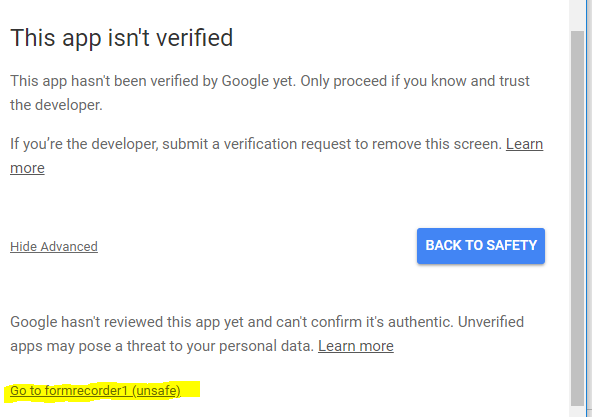 This app isn't verified
This app hasn't been verified by Google yet. Only proceed if you know and trust
the developer.
If you’re the developer, submit a verification request to remove this screen. Learn
more
Hide Advanced
BACK TO SAFETY
Google hasn't reviewed this app yet and can't confirm it's authentic. Unverified
apps may pose a threat to your personal data. Learn more
Go to formrecorder1 (unsafe)